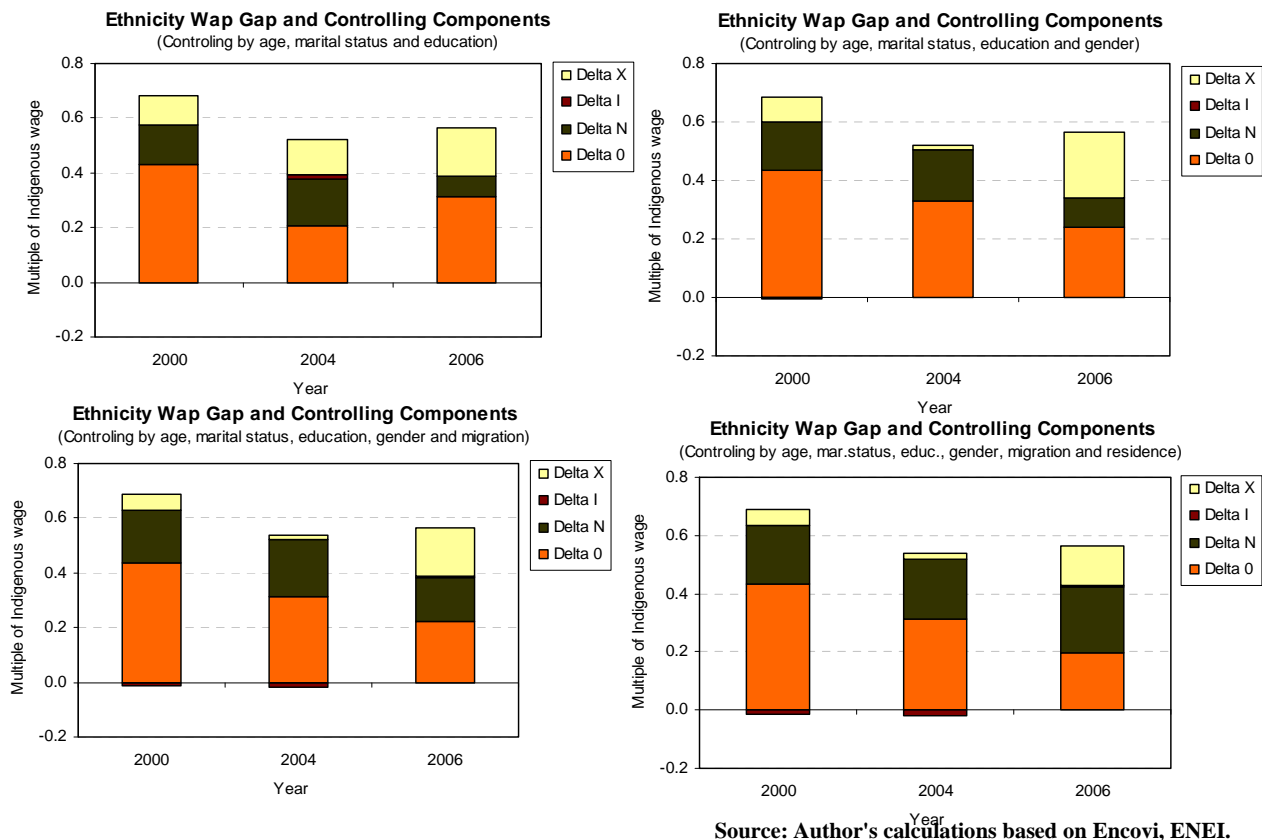 Ethnicity Wap Gap and Controlling Components
(Controling by age, marital status and education)
0.8
0.6
0.4
0.2
0.0
-0.2
Multiple of Indigenous wage
2000
2004
2006
Year
Delta X
Delta I
Delta N
Delta 0
Ethnicity Wap Gap and Controlling Components
(Controling by age, marital status, education and gender)
0.8
0.6
0.4
0.2
0.0
-0.2
Multiple of Indigenous wage
2000
2004
2006
Year
Delta X
Delta I
Delta N
Delta 0
Ethnicity Wap Gap and Controlling Components
(Controling by age, marital status, education, gender and migration)
0.8
0.6
0.4
0.2
0.0
-0.2
Multiple of Indigenous wage
2000
2004
2006
Year
Delta X
Delta I
Delta N
Delta 0
Ethnicity Wap Gap and Controlling Components
(Controling by age, mar.status, educ., gender, migration and residence)
0.8
0.6
0.4
0.2
0.0
-0.2
Multiple of Indigenous wage
2000
2004
2006
Year
Delta X
Delta I
Delta N
Delta 0
Source: Author's calculations based on Encovi, ENEI.